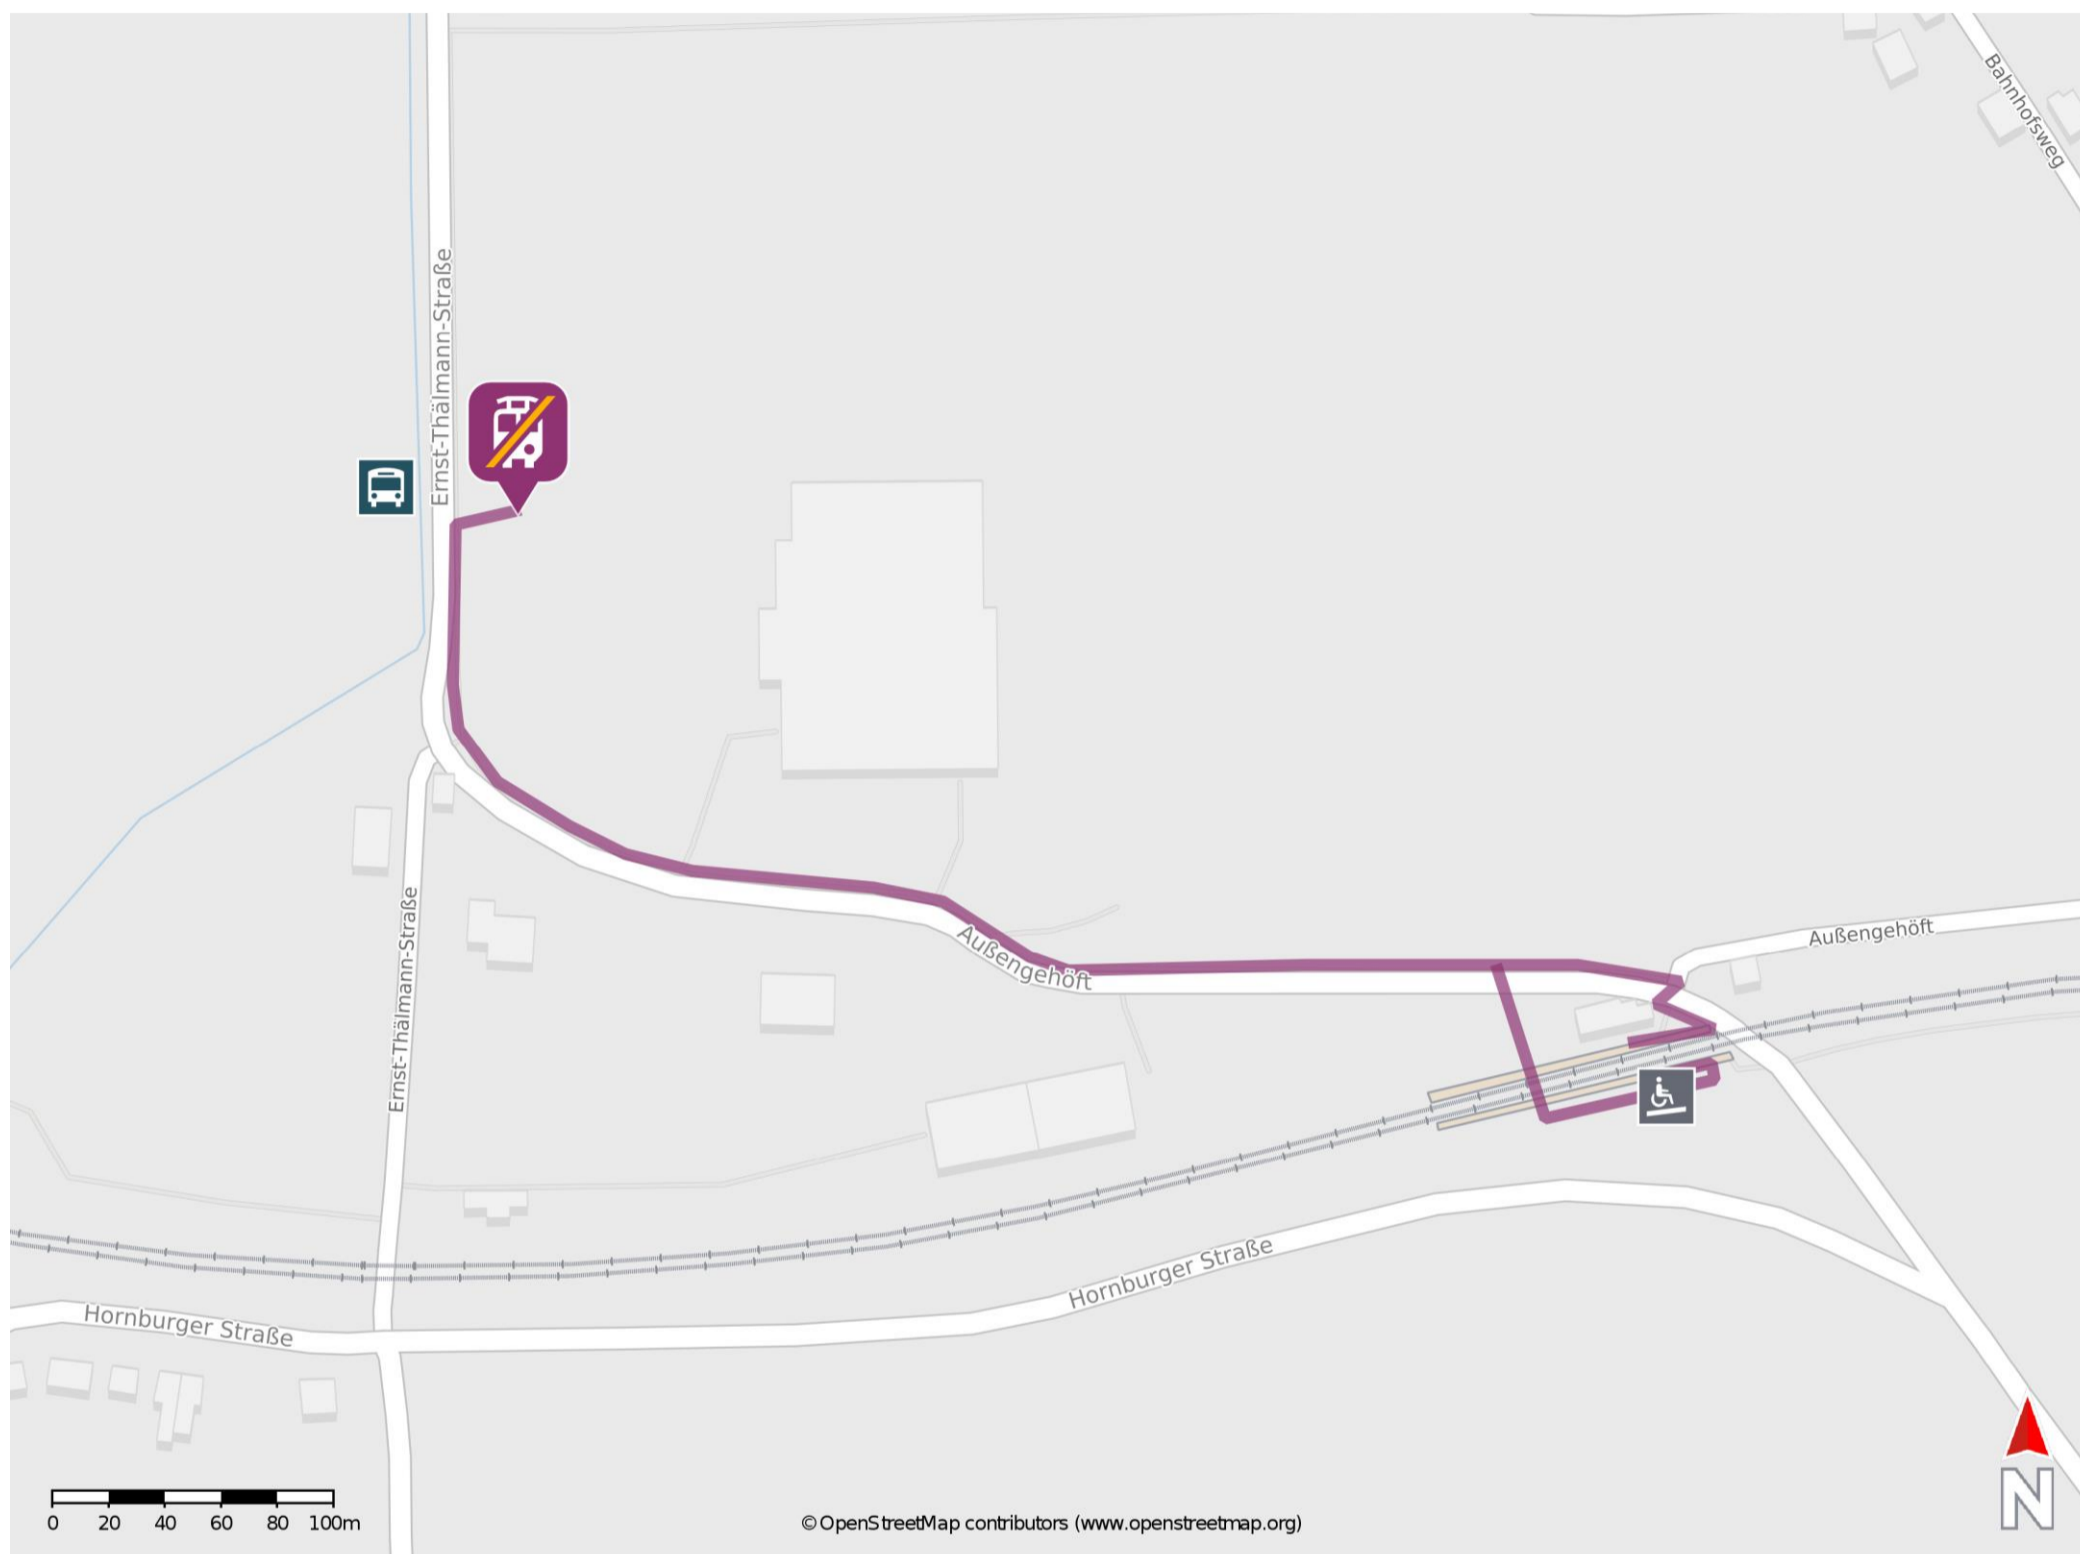 Bahnhofsweg
Ernst-Thälmann-Straße
Außengehöft
Außengehöft
Ernst-Thälmann-Straße
Hornburger Straße
Hornburger Straße
N
0 20 40 60 80 100m
© OpenStreetMap contributors (www.openstreetmap.org)